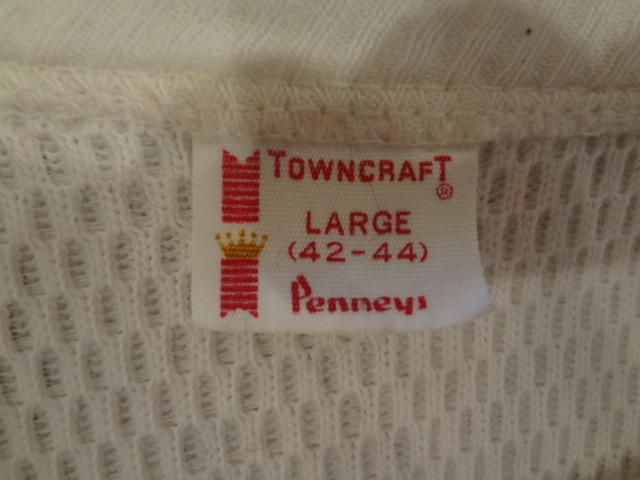 TOWNCRAFT
®
LARGE
(42-44)
Penneys